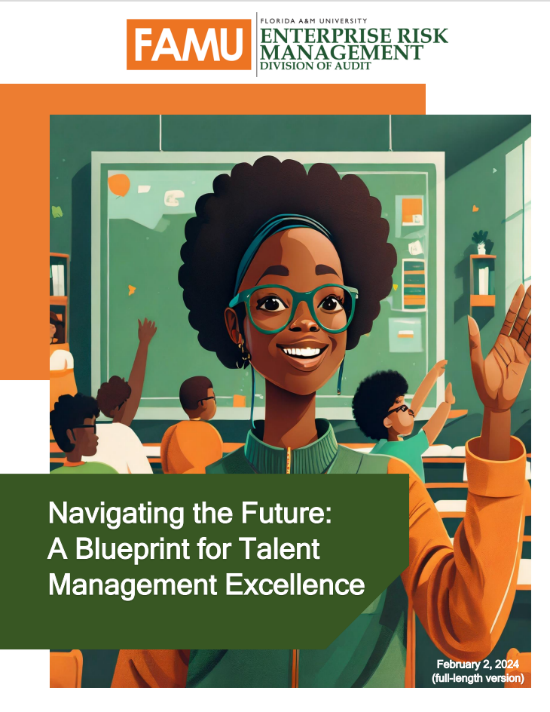 FAMU
FLORIDA A&M UNIVERSITY
ENTERPRISE RISK
MANAGEMENT
DIVISION OF AUDIT
Navigating the Future:
A Blueprint for Talent
Management Excellence
February 2, 2024
(full-length version)